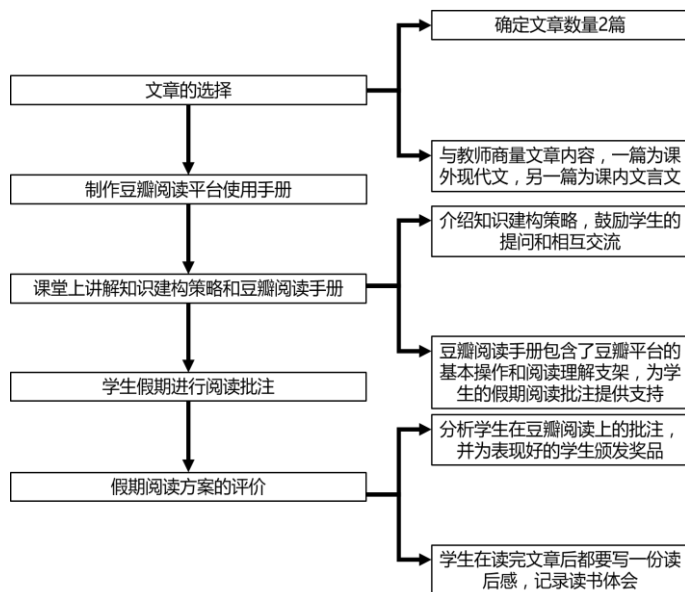 确定文章数量2篇
文章的选择
与教师商量文章内容，一篇为课
外现代文，另一篇为课内文言文
制作豆瓣阅读平台使用手册
介绍知识建构策略，鼓励学生的
提问和相互交流
课堂上讲解知识建构策略和豆瓣阅读手册
豆瓣阅读手册包含了豆瓣平台的
基本操作和阅读理解支架，为学
生的假期阅读批注提供支持
学生假期进行阅读批注
分析学生在豆瓣阅读上的批注，
并为表现好的学生颁发奖品
假期阅读方案的评价
学生在读完文章后都要写一份读
后感，记录读书体会